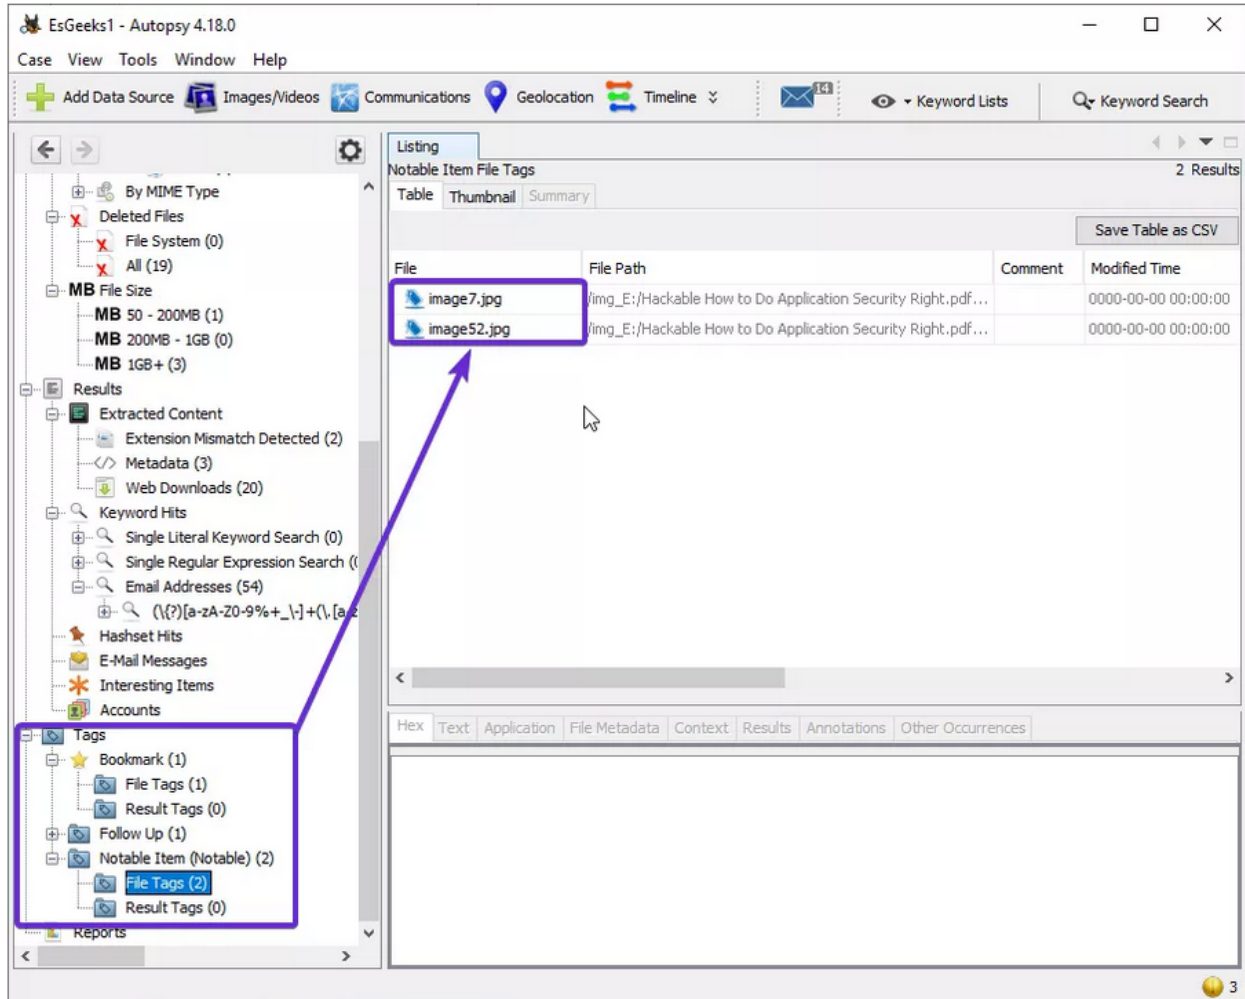 EsGeeks1 - Autopsy 4.18.0
Case View Tools Window Help
Add Data Source Images/Videos Communications Geolocation Timeline 14 Keyword Lists Keyword Search
By MIME Type
Deleted Files
File System (0)
All (19)
MB File Size
MB 50 - 200MB (1)
MB 200MB - 1GB (0)
MB 1GB+ (3)
Results
Extracted Content
Extension Mismatch Detected (2)
Metadata (3)
Web Downloads (20)
Keyword Hits
Single Literal Keyword Search (0)
Single Regular Expression Search (
Email Addresses (54)
(\{?)[a-zA-Z0-9%+_\-]+(\.[a-z
Hashset Hits
E-Mail Messages
Interesting Items
Accounts
Tags
Bookmark (1)
File Tags (1)
Result Tags (0)
Follow Up (1)
Notable Item (Notable) (2)
File Tags (2)
Result Tags (0)
Reports
Listing
Notable Item File Tags 2 Results
Table Thumbnail Summary
Save Table as CSV
File File Path Comment Modified Time
image7.jpg /img_E:/Hackable How to Do Application Security Right.pdf... 0000-00-00 00:00:00
image52.jpg /img_E:/Hackable How to Do Application Security Right.pdf... 0000-00-00 00:00:00
Hex Text Application File Metadata Context Results Annotations Other Occurrences
3